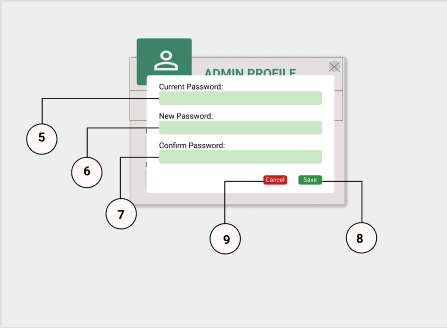 ADMIN PROFILE
Current Password:
New Password:
Confirm Password:
Cancel Save
5
6
7
9
8